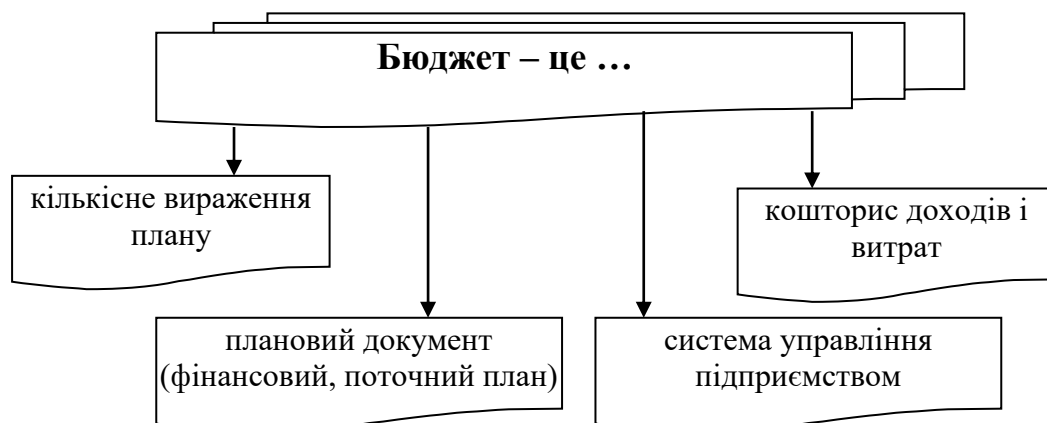 Бюджет – це …
кількісне вираження
плану
кошторис доходів і
витрат
плановий документ
(фінансовий, поточний план)
система управління
підприємством